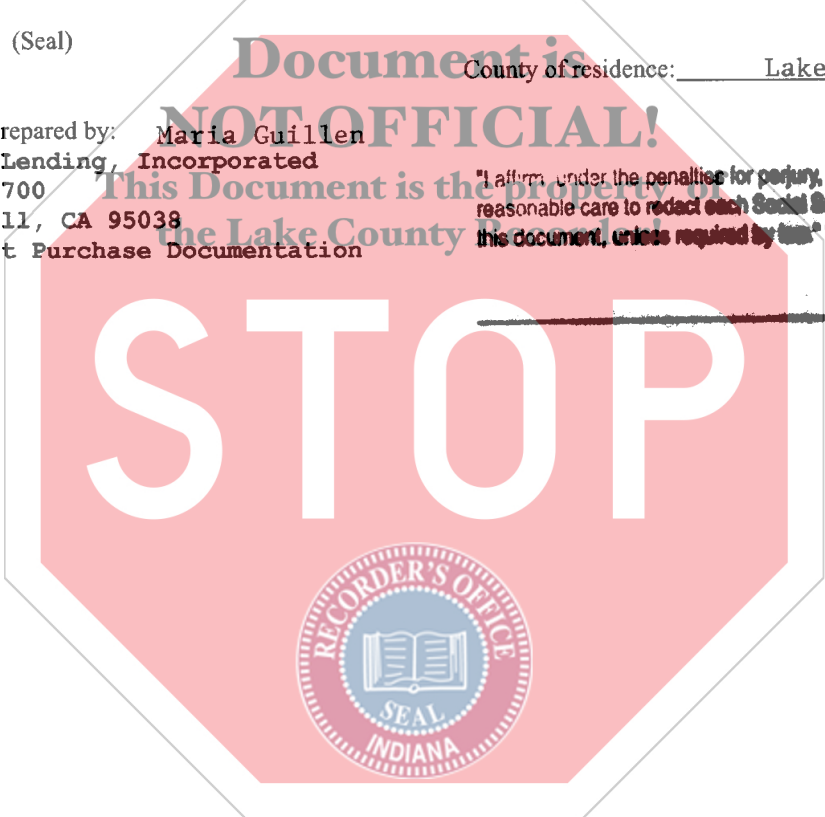 (Seal)
Document is
County of residence: Lake
NOT OFFICIAL!
repared by: Maria Guillen
Lending, Incorporated
700
11, CA 95038
t Purchase Documentation
This Document is the property of
the Lake County Recorder!
"I affirm, under the penalties for perjury,
reasonable care to redact each Social S
this document, unless required by law."
STOP
RECORDER'S OFFICE
SEAL
INDIANA